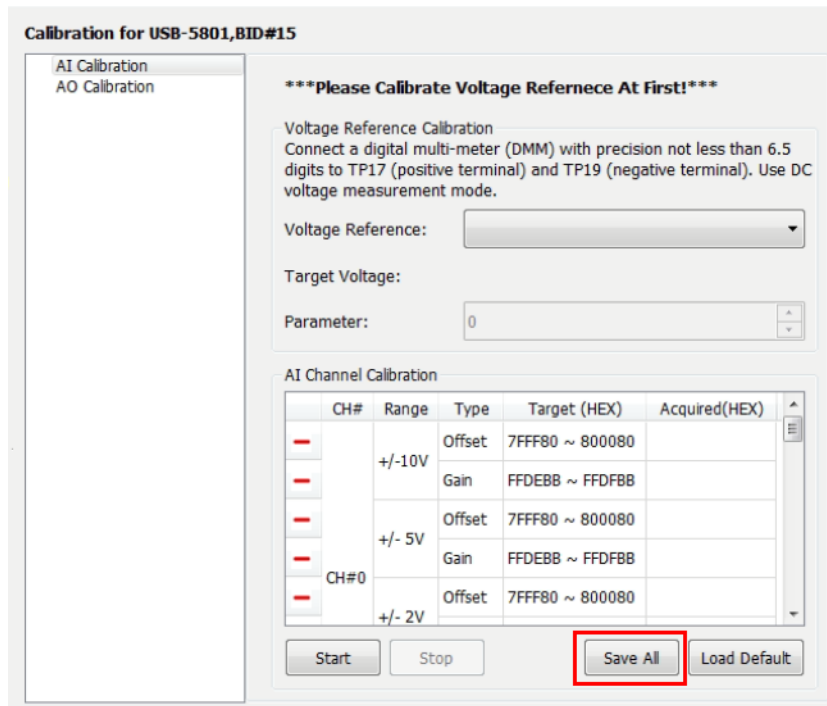 Calibration for USB-5801,BID#15
AI Calibration
AO Calibration
***Please Calibrate Voltage Refernece At First!***
Voltage Reference Calibration
Connect a digital multi-meter (DMM) with precision not less than 6.5
digits to TP17 (positive terminal) and TP19 (negative terminal). Use DC
voltage measurement mode.
Voltage Reference:
Target Voltage:
Parameter: 0
AI Channel Calibration
CH# Range Type Target (HEX) Acquired(HEX)
+/-10V Offset 7FFF80 ~ 800080
Gain FFDEBB ~ FFDFBB
+/- 5V Offset 7FFF80 ~ 800080
Gain FFDEBB ~ FFDFBB
CH#0
+/- 2V Offset 7FFF80 ~ 800080
Start Stop Save All Load Default